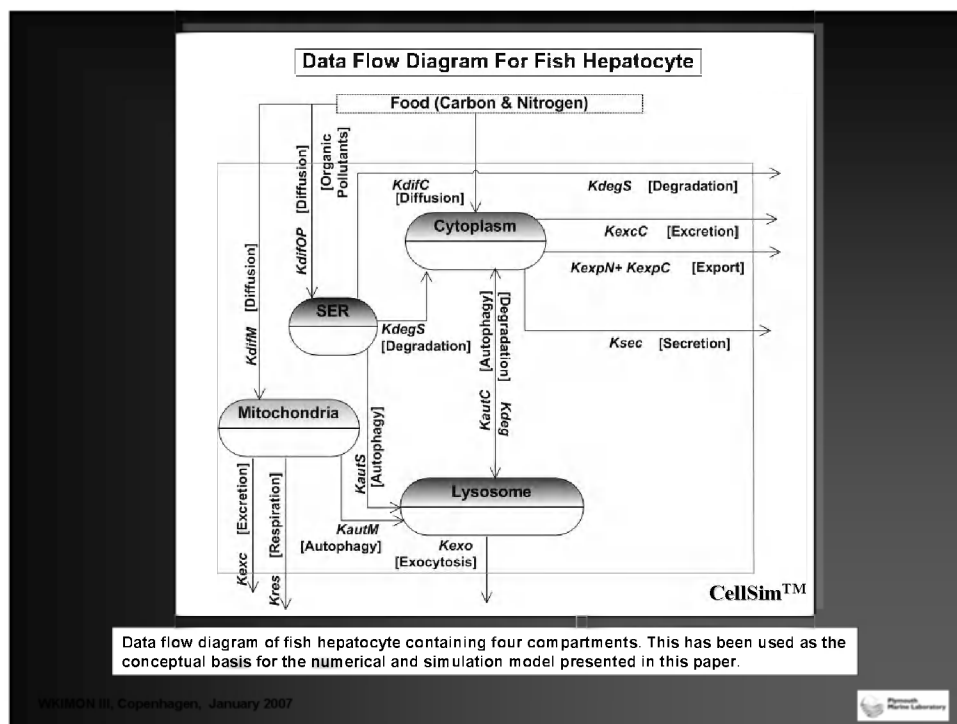 Data Flow Diagram For Fish Hepatocyte
Food (Carbon & Nitrogen)
KdifM [Diffusion]
KdifOP [Diffusion]
[Organic
Pollutants]
KdifC
[Diffusion]
KdegS [Degradation]
Cytoplasm
KexcC [Excretion]
KexpN+ KexpC [Export]
SER
KdegS
[Degradation]
Ksec [Secretion]
KautC [Autophagy]
[Degradation] Kdeg
Mitochondria
KautS
[Autophagy]
Lysosome
Kexc [Excretion]
Kres [Respiration]
KautM
[Autophagy]
Kexo
[Exocytosis]
CellSim™
Data flow diagram of fish hepatocyte containing four compartments. This has been used as the
conceptual basis for the numerical and simulation model presented in this paper.
WKIMON III, Copenhagen, January 2007
Plymouth
Marine Laboratory